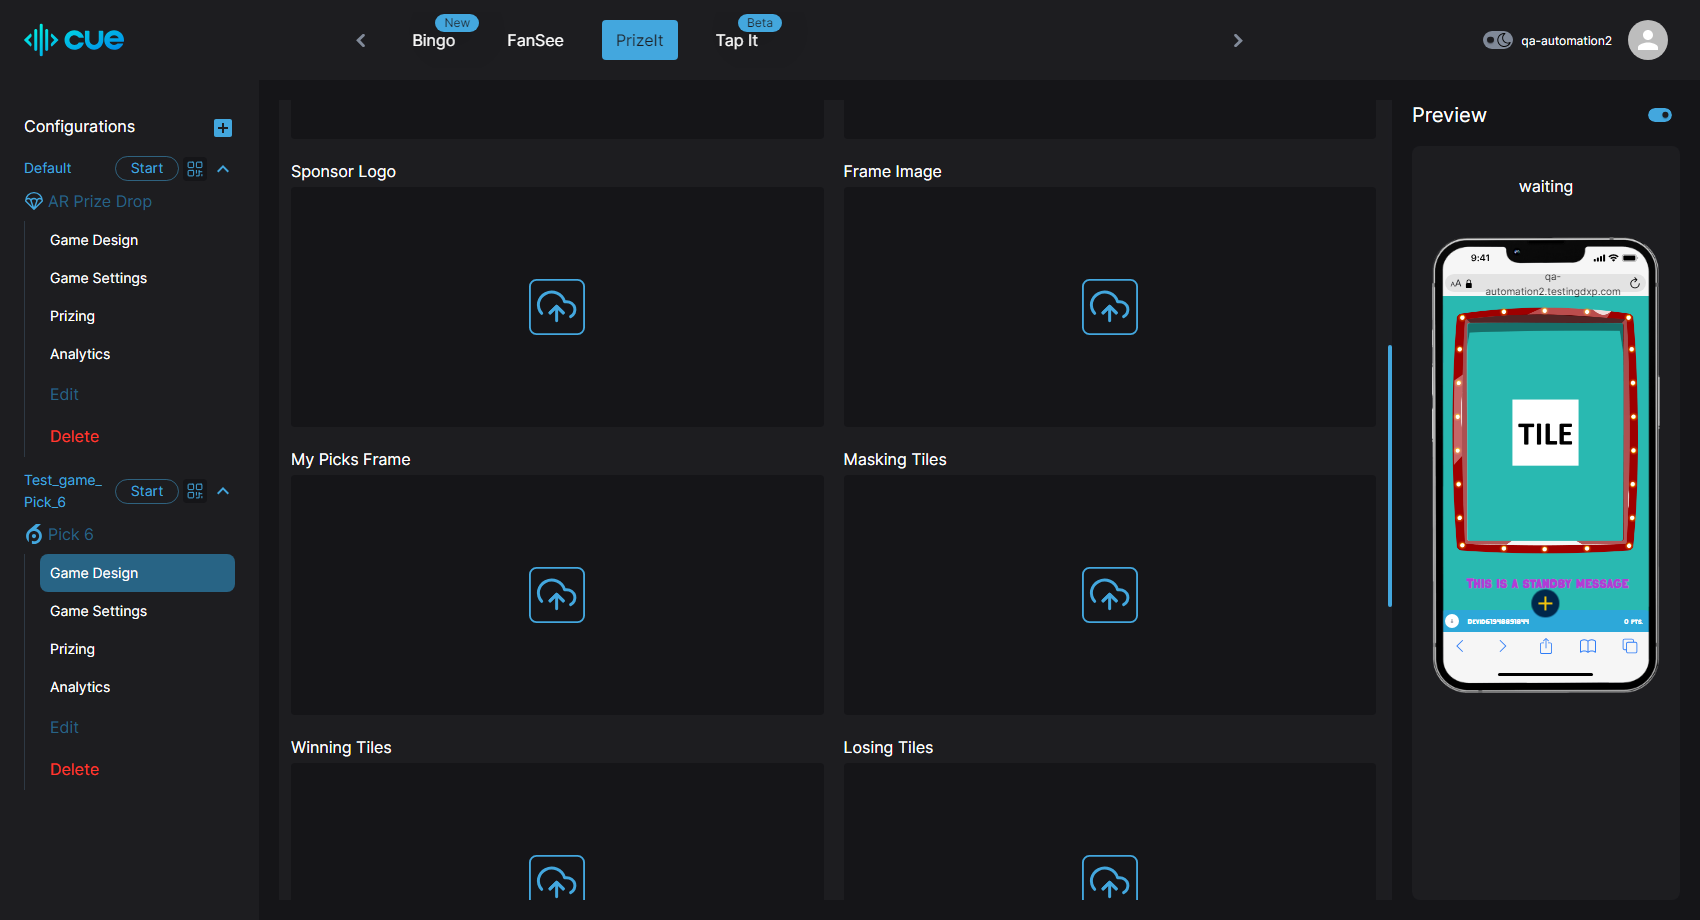 cue
New
Bingo
FanSee
PrizeIt
Beta
Tap It
qa-automation2
Configurations
Default
Start
AR Prize Drop
Game Design
Game Settings
Prizing
Analytics
Edit
Delete
Test_game_
Pick_6
Start
Pick 6
Game Design
Game Settings
Prizing
Analytics
Edit
Delete
Sponsor Logo
Frame Image
My Picks Frame
Masking Tiles
Winning Tiles
Losing Tiles
Preview
waiting
9:41
AA
qa-
automation2.testingdxp.com
TILE
THIS IS A STANDBY MESSAGE
0 PTS.